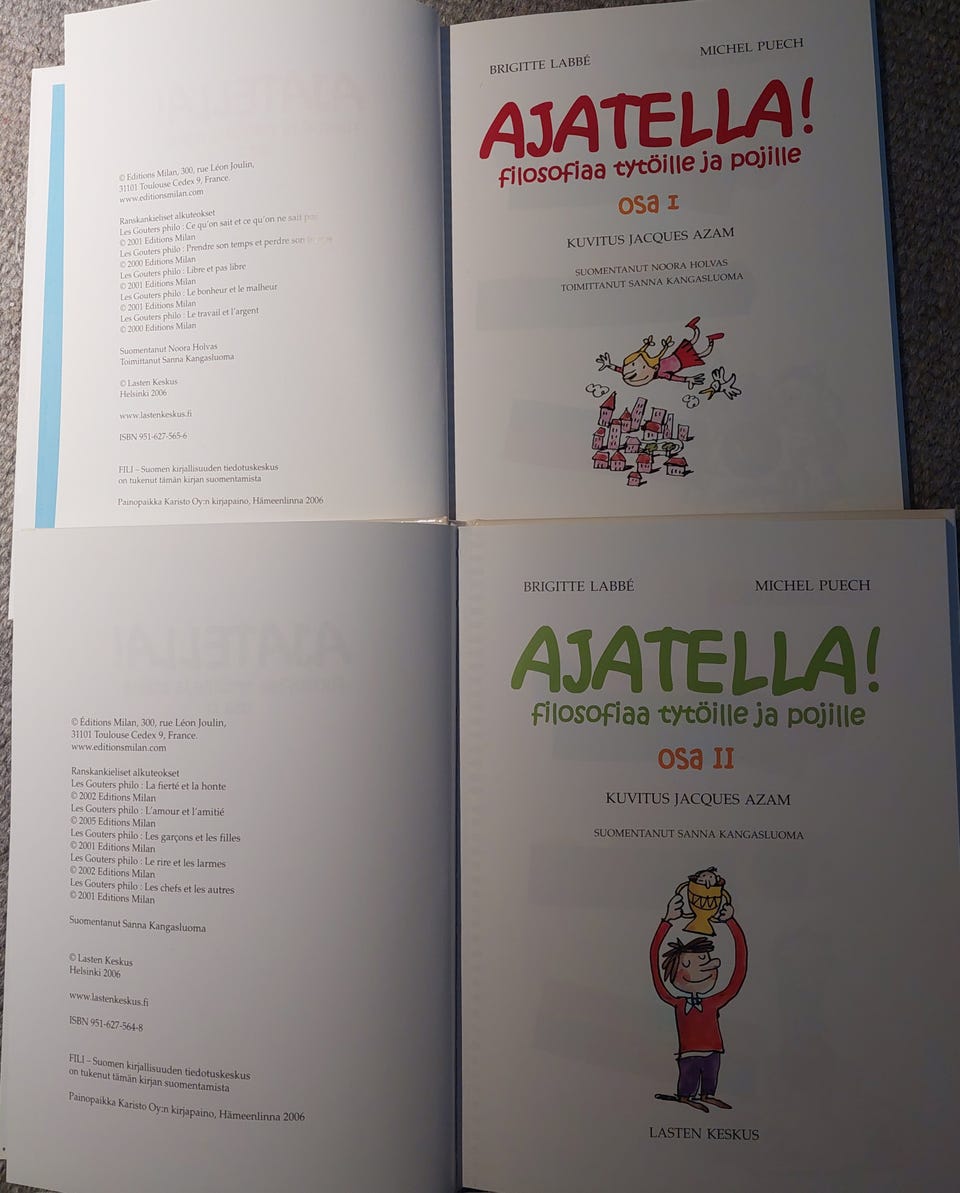 © Editions Milan, 300, rue Léon Joulin,
31101 Toulouse Cedex 9, France.
www.editionsmilan.com
Ranskankieliset alkuteokset
Les Gouters philo : Ce qu'on sait et ce qu'on ne sait pas
© 2001 Editions Milan
Les Gouters philo : Prendre son temps et perdre son temps
© 2000 Editions Milan
Les Gouters philo : Libre et pas libre
© 2001 Editions Milan
Les Gouters philo : Le bonheur et le malheur
© 2001 Editions Milan
Les Gouters philo : Le travail et l'argent
© 2000 Editions Milan
Suomentanut Noora Holvas
Toimittanut Sanna Kangasluoma
© Lasten Keskus
Helsinki 2006
www.lastenkeskus.fi
ISBN 951-627-565-6
FILI – Suomen kirjallisuuden tiedotuskeskus
on tukenut tämän kirjan suomentamista
Painopaikka Karisto Oy:n kirjapaino, Hämeenlinna 2006
BRIGITTE LABBÉ MICHEL PUECH
AJATELLA!
filosofiaa tytöille ja pojille
osa I
KUVITUS JACQUES AZAM
SUOMENTANUT NOORA HOLVAS
TOIMITTANUT SANNA KANGASLUOMA
© Éditions Milan, 300, rue Léon Joulin,
31101 Toulouse Cedex 9, France.
www.editionsmilan.com
Ranskankieliset alkuteokset
Les Gouters philo : La fierté et la honte
© 2002 Editions Milan
Les Gouters philo : L'amour et l'amitié
© 2005 Editions Milan
Les Gouters philo : Les garçons et les filles
© 2001 Editions Milan
Les Gouters philo : Le rire et les larmes
© 2002 Editions Milan
Les Gouters philo : Les chefs et les autres
© 2001 Editions Milan
Suomentanut Sanna Kangasluoma
© Lasten Keskus
Helsinki 2006
www.lastenkeskus.fi
ISBN 951-627-564-8
FILI – Suomen kirjallisuuden tiedotuskeskus
on tukenut tämän kirjan suomentamista
Painopaikka Karisto Oy:n kirjapaino, Hämeenlinna 2006
BRIGITTE LABBÉ MICHEL PUECH
AJATELLA!
filosofiaa tytöille ja pojille
osa II
KUVITUS JACQUES AZAM
SUOMENTANUT SANNA KANGASLUOMA
LASTEN KESKUS